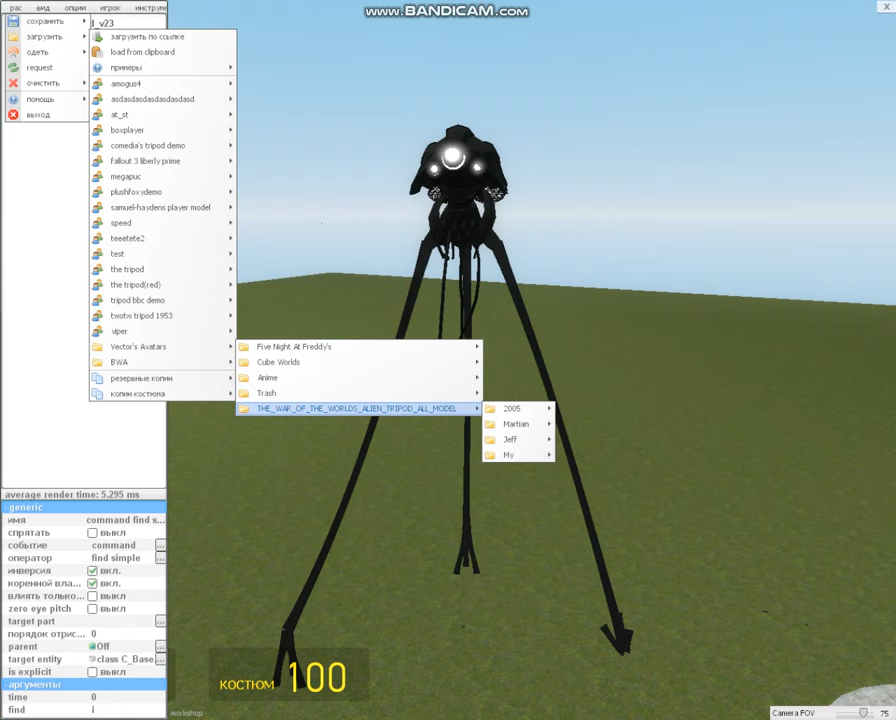 www.BANDICAM.com
рас вид опции игрок инструм
d_v23
сохранить
загрузить
одеть
request
очистить
помощь
выход
загрузить по ссылке
load from clipboard
примеры
amogus4
asdasdasdasdasdasd
at_st
boxplayer
comedia's tripod demo
fallout 3 liberly prime
megapuc
plushfoxydemo
samuel-haydens player model
speed
teeetete2
test
the tripod
the tripod(red)
tripod bbc demo
twotw tripod 1953
viper
Vector's Avatars
BWA
резервные копии
копии костюма
Five Night At Freddy's
Cube Worlds
Anime
Trash
THE_WAR_OF_THE_WORLDS_ALIEN_TRIPOD_ALL_MODEL
2005
Martian
Jeff
My
average render time: 5.295 ms
generic
имя command find s...
спрятать выкл
событие command ...
оператор find simple ...
инверсия вкл.
коренной вла... вкл.
влиять только... выкл
zero eye pitch выкл
target part ...
порядок отрис... 0
parent Off ...
target entity class C_Base... ...
is explicit выкл
аргументы
time 0
find i
КОСТЮМ 100
workshop
Camera FOV 75